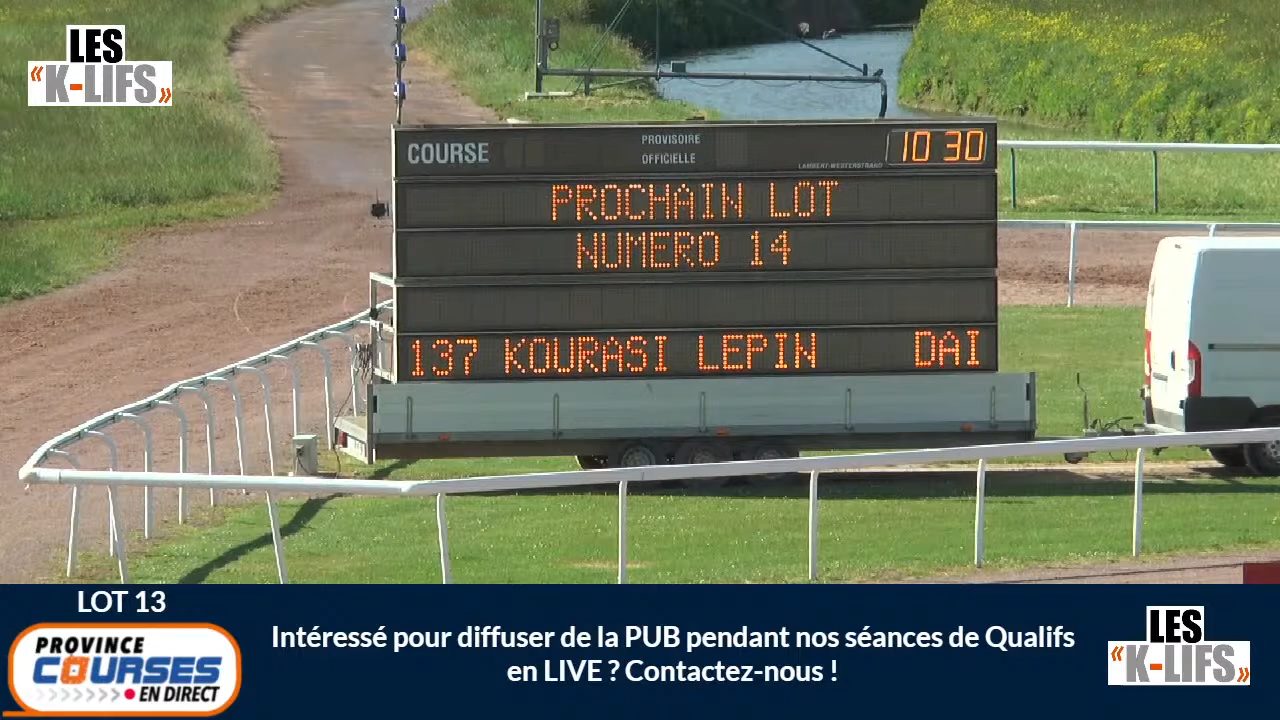 LES
«K-LIFS»
COURSE
PROVISOIRE
OFFICIELLE
LAMBERT-WESTERSTRAND
10 30
PROCHAIN LOT
NUMERO 14
137 KOURASI LEPIN DAI
LOT 13
PROVINCE
COURSES
EN DIRECT
Intéressé pour diffuser de la PUB pendant nos séances de Qualifs
en LIVE ? Contactez-nous !
LES
«K-LIFS»